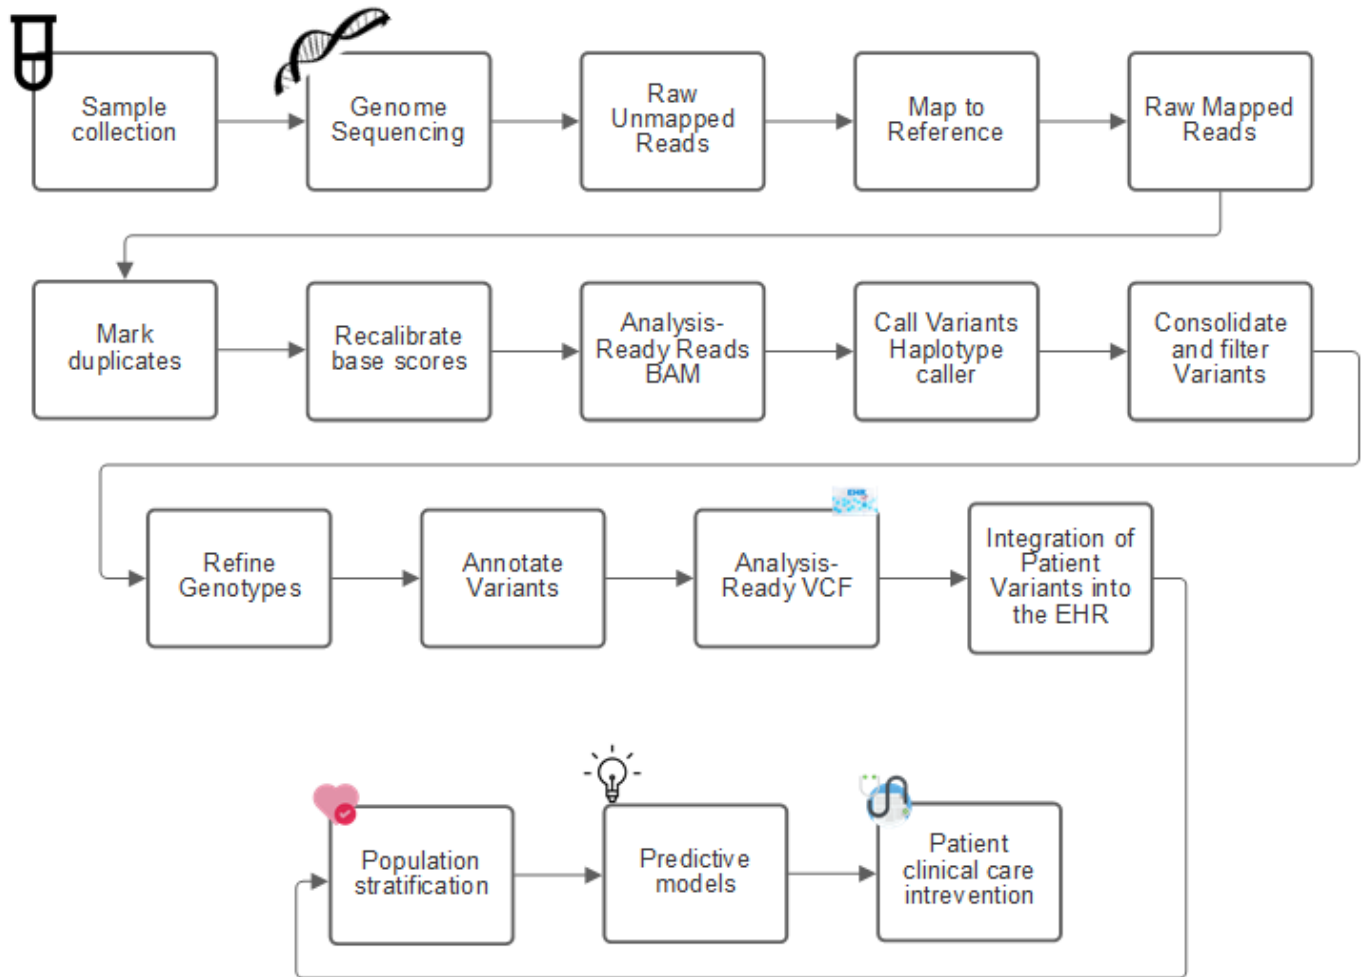 Sample
collection
Genome
Sequencing
Raw
Unmapped
Reads
Map to
Reference
Raw Mapped
Reads
Mark
duplicates
Recalibrate
base scores
Analysis-
Ready Reads
BAM
Call Variants
Haplotype
caller
Consolidate
and filter
Variants
Refine
Genotypes
Annotate
Variants
EHR
Analysis-
Ready VCF
Integration of
Patient
Variants into
the EHR
Population
stratification
Predictive
models
Patient
clinical care
intrevention